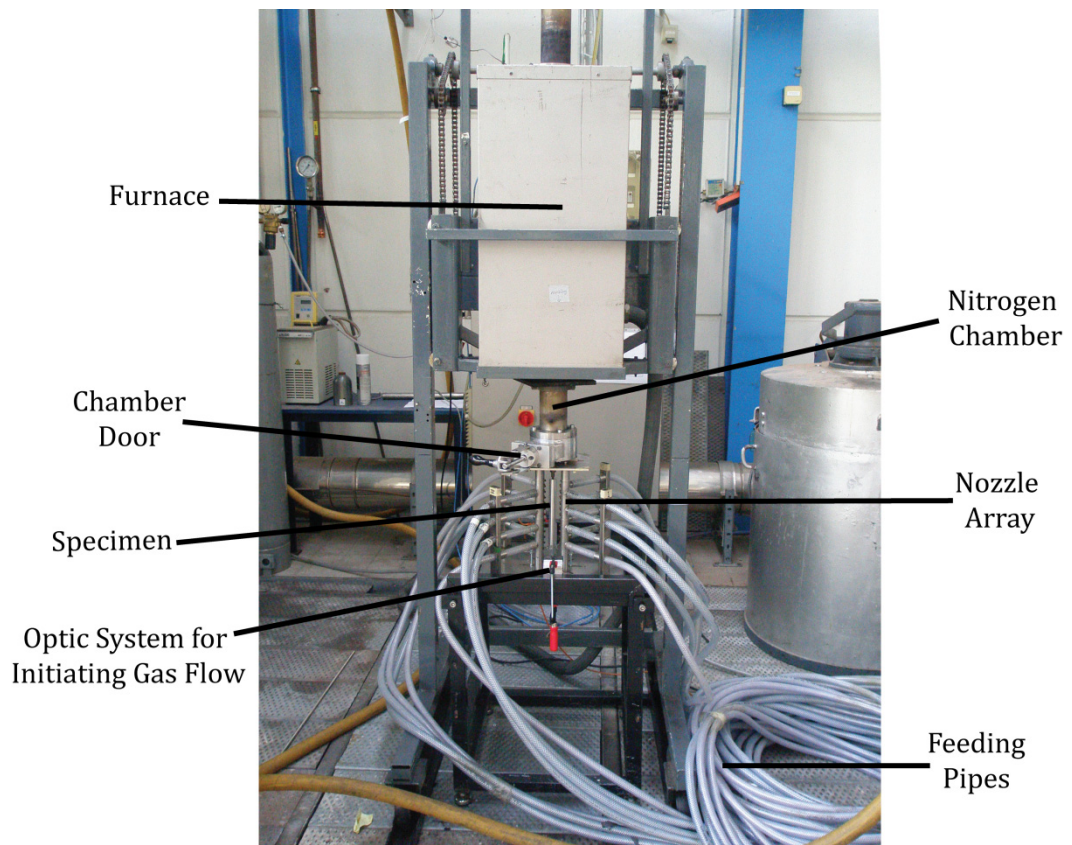 Furnace
Nitrogen
Chamber
Chamber
Door
Nozzle
Array
Specimen
Optic System for
Initiating Gas Flow
Feeding
Pipes